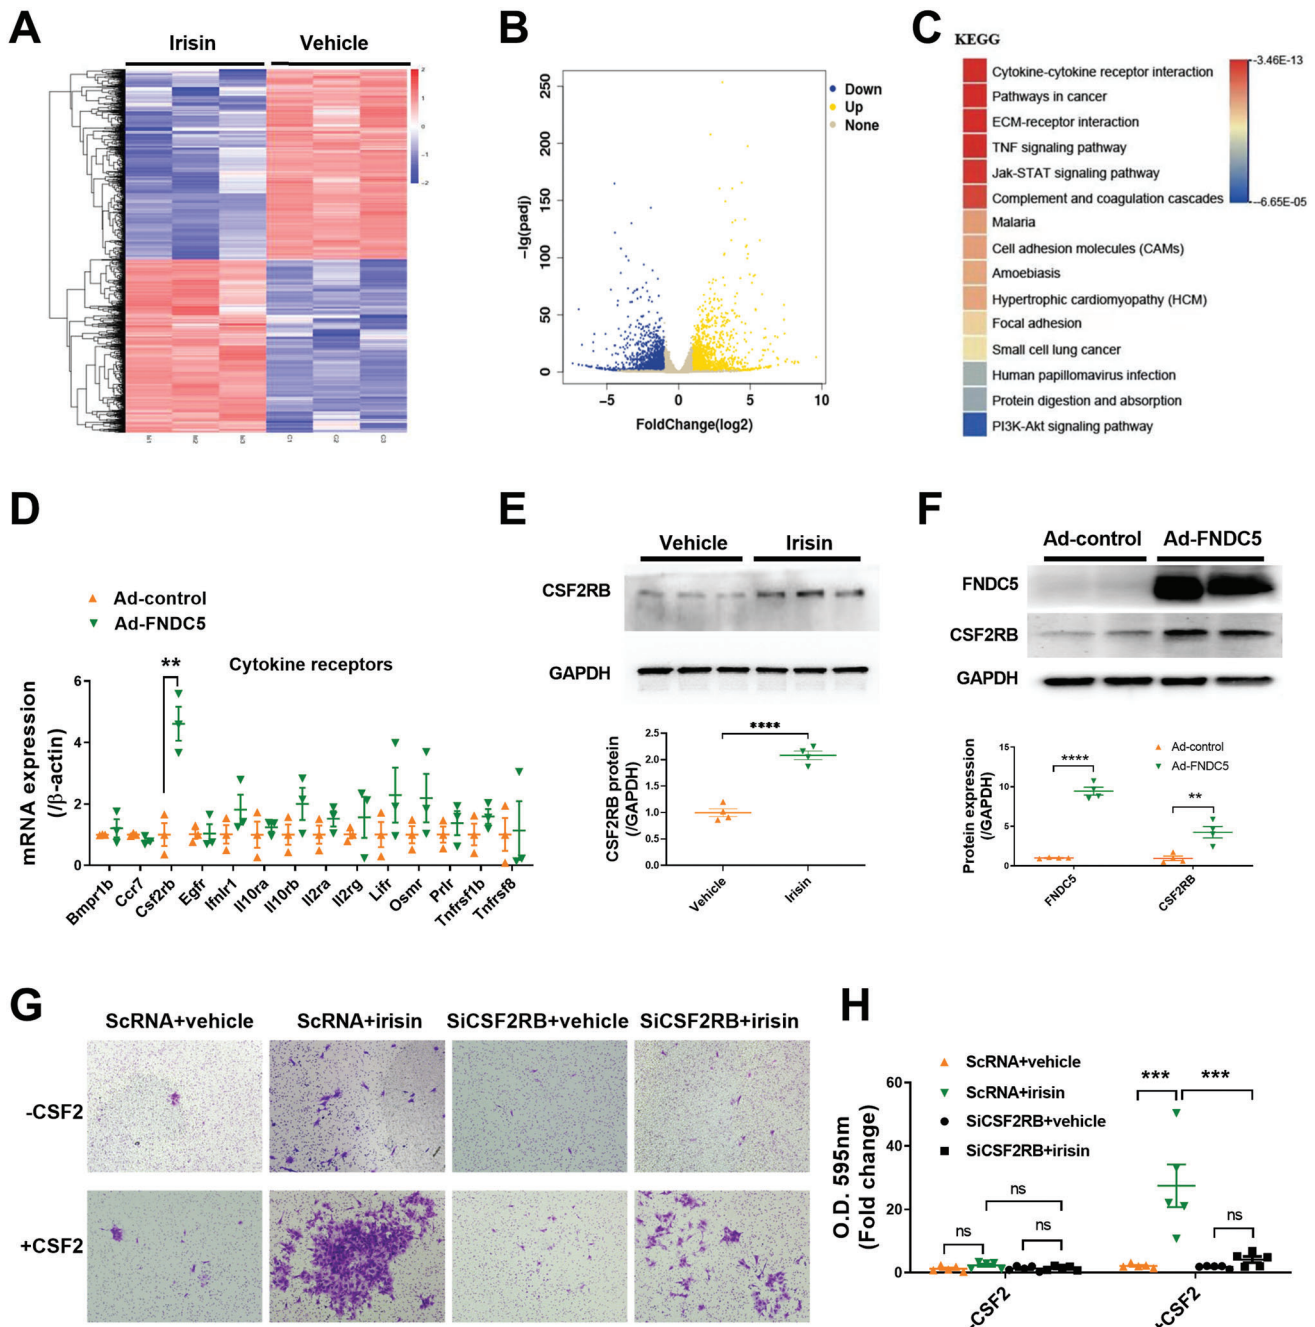 A
Irisin
Vehicle
2
1
0
-1
-2
C1
C2
C3
B
250
200
150
100
50
0
−lg(padj)
−5
0
5
10
FoldChange(log2)
Down
Up
None
C
KEGG
Cytokine-cytokine receptor interaction
Pathways in cancer
ECM-receptor interaction
TNF signaling pathway
Jak-STAT signaling pathway
Complement and coagulation cascades
Malaria
Cell adhesion molecules (CAMs)
Amoebiasis
Hypertrophic cardiomyopathy (HCM)
Focal adhesion
Small cell lung cancer
Human papillomavirus infection
Protein digestion and absorption
PI3K-Akt signaling pathway
-3.46E-13
-6.65E-05
D
Ad-control
Ad-FNDC5
Cytokine receptors
**
mRNA expression
(/β-actin)
6
4
2
0
Bmpr1b
Ccr7
Csf2rb
Egfr
Ifnlr1
Il10ra
Il10rb
Il2ra
Il2rg
Lifr
Osmr
Prlr
Tnfrsf1b
Tnfrsf8
E
Vehicle
Irisin
CSF2RB
GAPDH
CSF2RB protein
(/GAPDH)
2.5
2.0
1.5
1.0
0.5
0.0
****
Vehicle
Irisin
F
Ad-control
Ad-FNDC5
FNDC5
CSF2RB
GAPDH
Protein expression
(/GAPDH)
15
10
5
0
****
**
Ad-control
Ad-FNDC5
FNDC5
CSF2RB
G
ScRNA+vehicle
ScRNA+irisin
SiCSF2RB+vehicle
SiCSF2RB+irisin
-CSF2
+CSF2
H
ScRNA+vehicle
ScRNA+irisin
SiCSF2RB+vehicle
SiCSF2RB+irisin
O.D. 595nm
(Fold change)
60
40
20
0
***
***
ns
ns
ns
ns
-CSF2
+CSF2